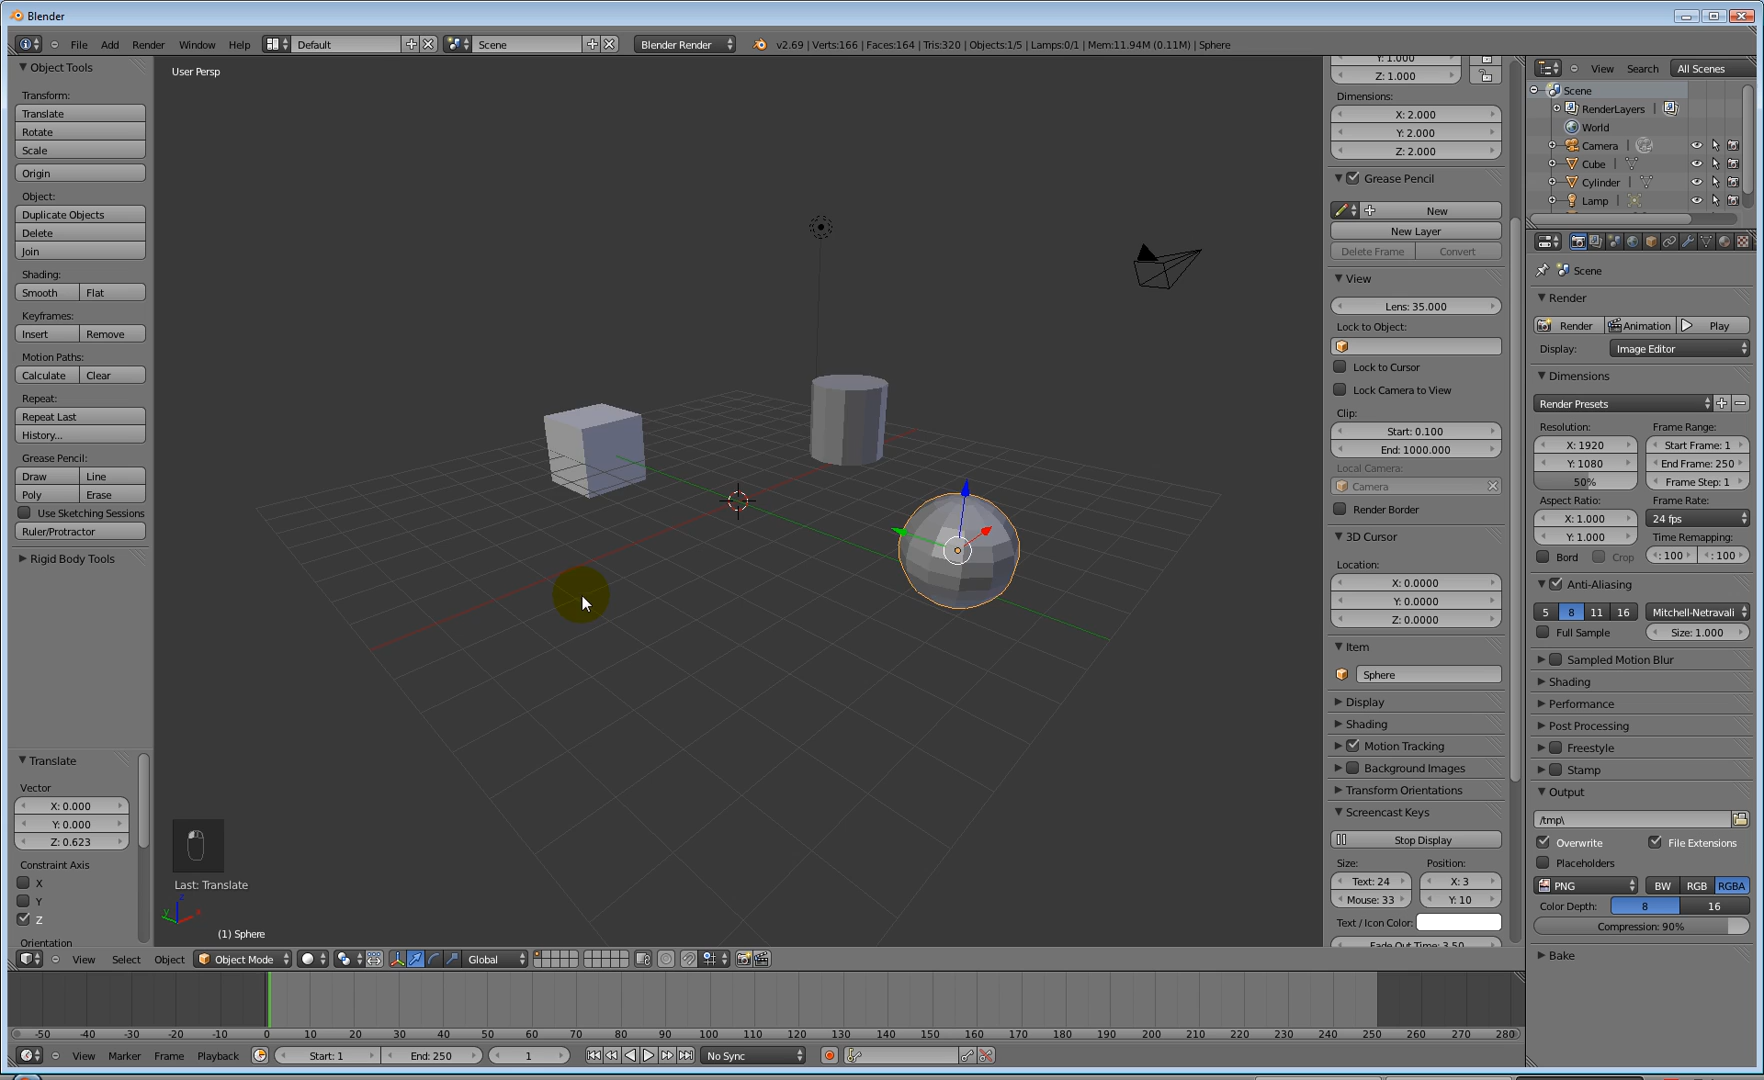 Blender
File Add Render Window Help Default Scene Blender Render v2.69 | Verts:166 | Faces:164 | Tris:320 | Objects:1/5 | Lamps:0/1 | Mem:11.94M (0.11M) | Sphere
Object Tools
Transform:
Translate
Rotate
Scale
Origin
Object:
Duplicate Objects
Delete
Join
Shading:
Smooth Flat
Keyframes:
Insert Remove
Motion Paths:
Calculate Clear
Repeat:
Repeat Last
History...
Grease Pencil:
Draw Line
Poly Erase
Use Sketching Sessions
Ruler/Protractor
Rigid Body Tools
Translate
Vector
X: 0.000
Y: 0.000
Z: 0.623
Constraint Axis
X
Y
Z
Orientation
User Persp
Last: Translate
(1) Sphere
Y: 1.000
Z: 1.000
Dimensions:
X: 2.000
Y: 2.000
Z: 2.000
Grease Pencil
New
New Layer
Delete Frame Convert
View
Lens: 35.000
Lock to Object:
Lock to Cursor
Lock Camera to View
Clip:
Start: 0.100
End: 1000.000
Local Camera:
Camera
Render Border
3D Cursor
Location:
X: 0.0000
Y: 0.0000
Z: 0.0000
Item
Sphere
Display
Shading
Motion Tracking
Background Images
Transform Orientations
Screencast Keys
Stop Display
Size: Position:
Text: 24 X: 3
Mouse: 33 Y: 10
Text / Icon Color:
Fade Out Time: 3.50
View Search All Scenes
Scene
RenderLayers
World
Camera
Cube
Cylinder
Lamp
Scene
Render
Render Animation Play
Display: Image Editor
Dimensions
Render Presets
Resolution: Frame Range:
X: 1920 Start Frame: 1
Y: 1080 End Frame: 250
50% Frame Step: 1
Aspect Ratio: Frame Rate:
X: 1.000 24 fps
Y: 1.000 Time Remapping:
Bord Crop : 100 : 100
Anti-Aliasing
5 8 11 16 Mitchell-Netravali
Full Sample Size: 1.000
Sampled Motion Blur
Shading
Performance
Post Processing
Freestyle
Stamp
Output
/tmp\
Overwrite File Extensions
Placeholders
PNG BW RGB RGBA
Color Depth: 8 16
Compression: 90%
Bake
View Select Object Object Mode Global
-50 -40 -30 -20 -10 0 10 20 30 40 50 60 70 80 90 100 110 120 130 140 150 160 170 180 190 200 210 220 230 240 250 260 270 280
View Marker Frame Playback Start: 1 End: 250 1 No Sync